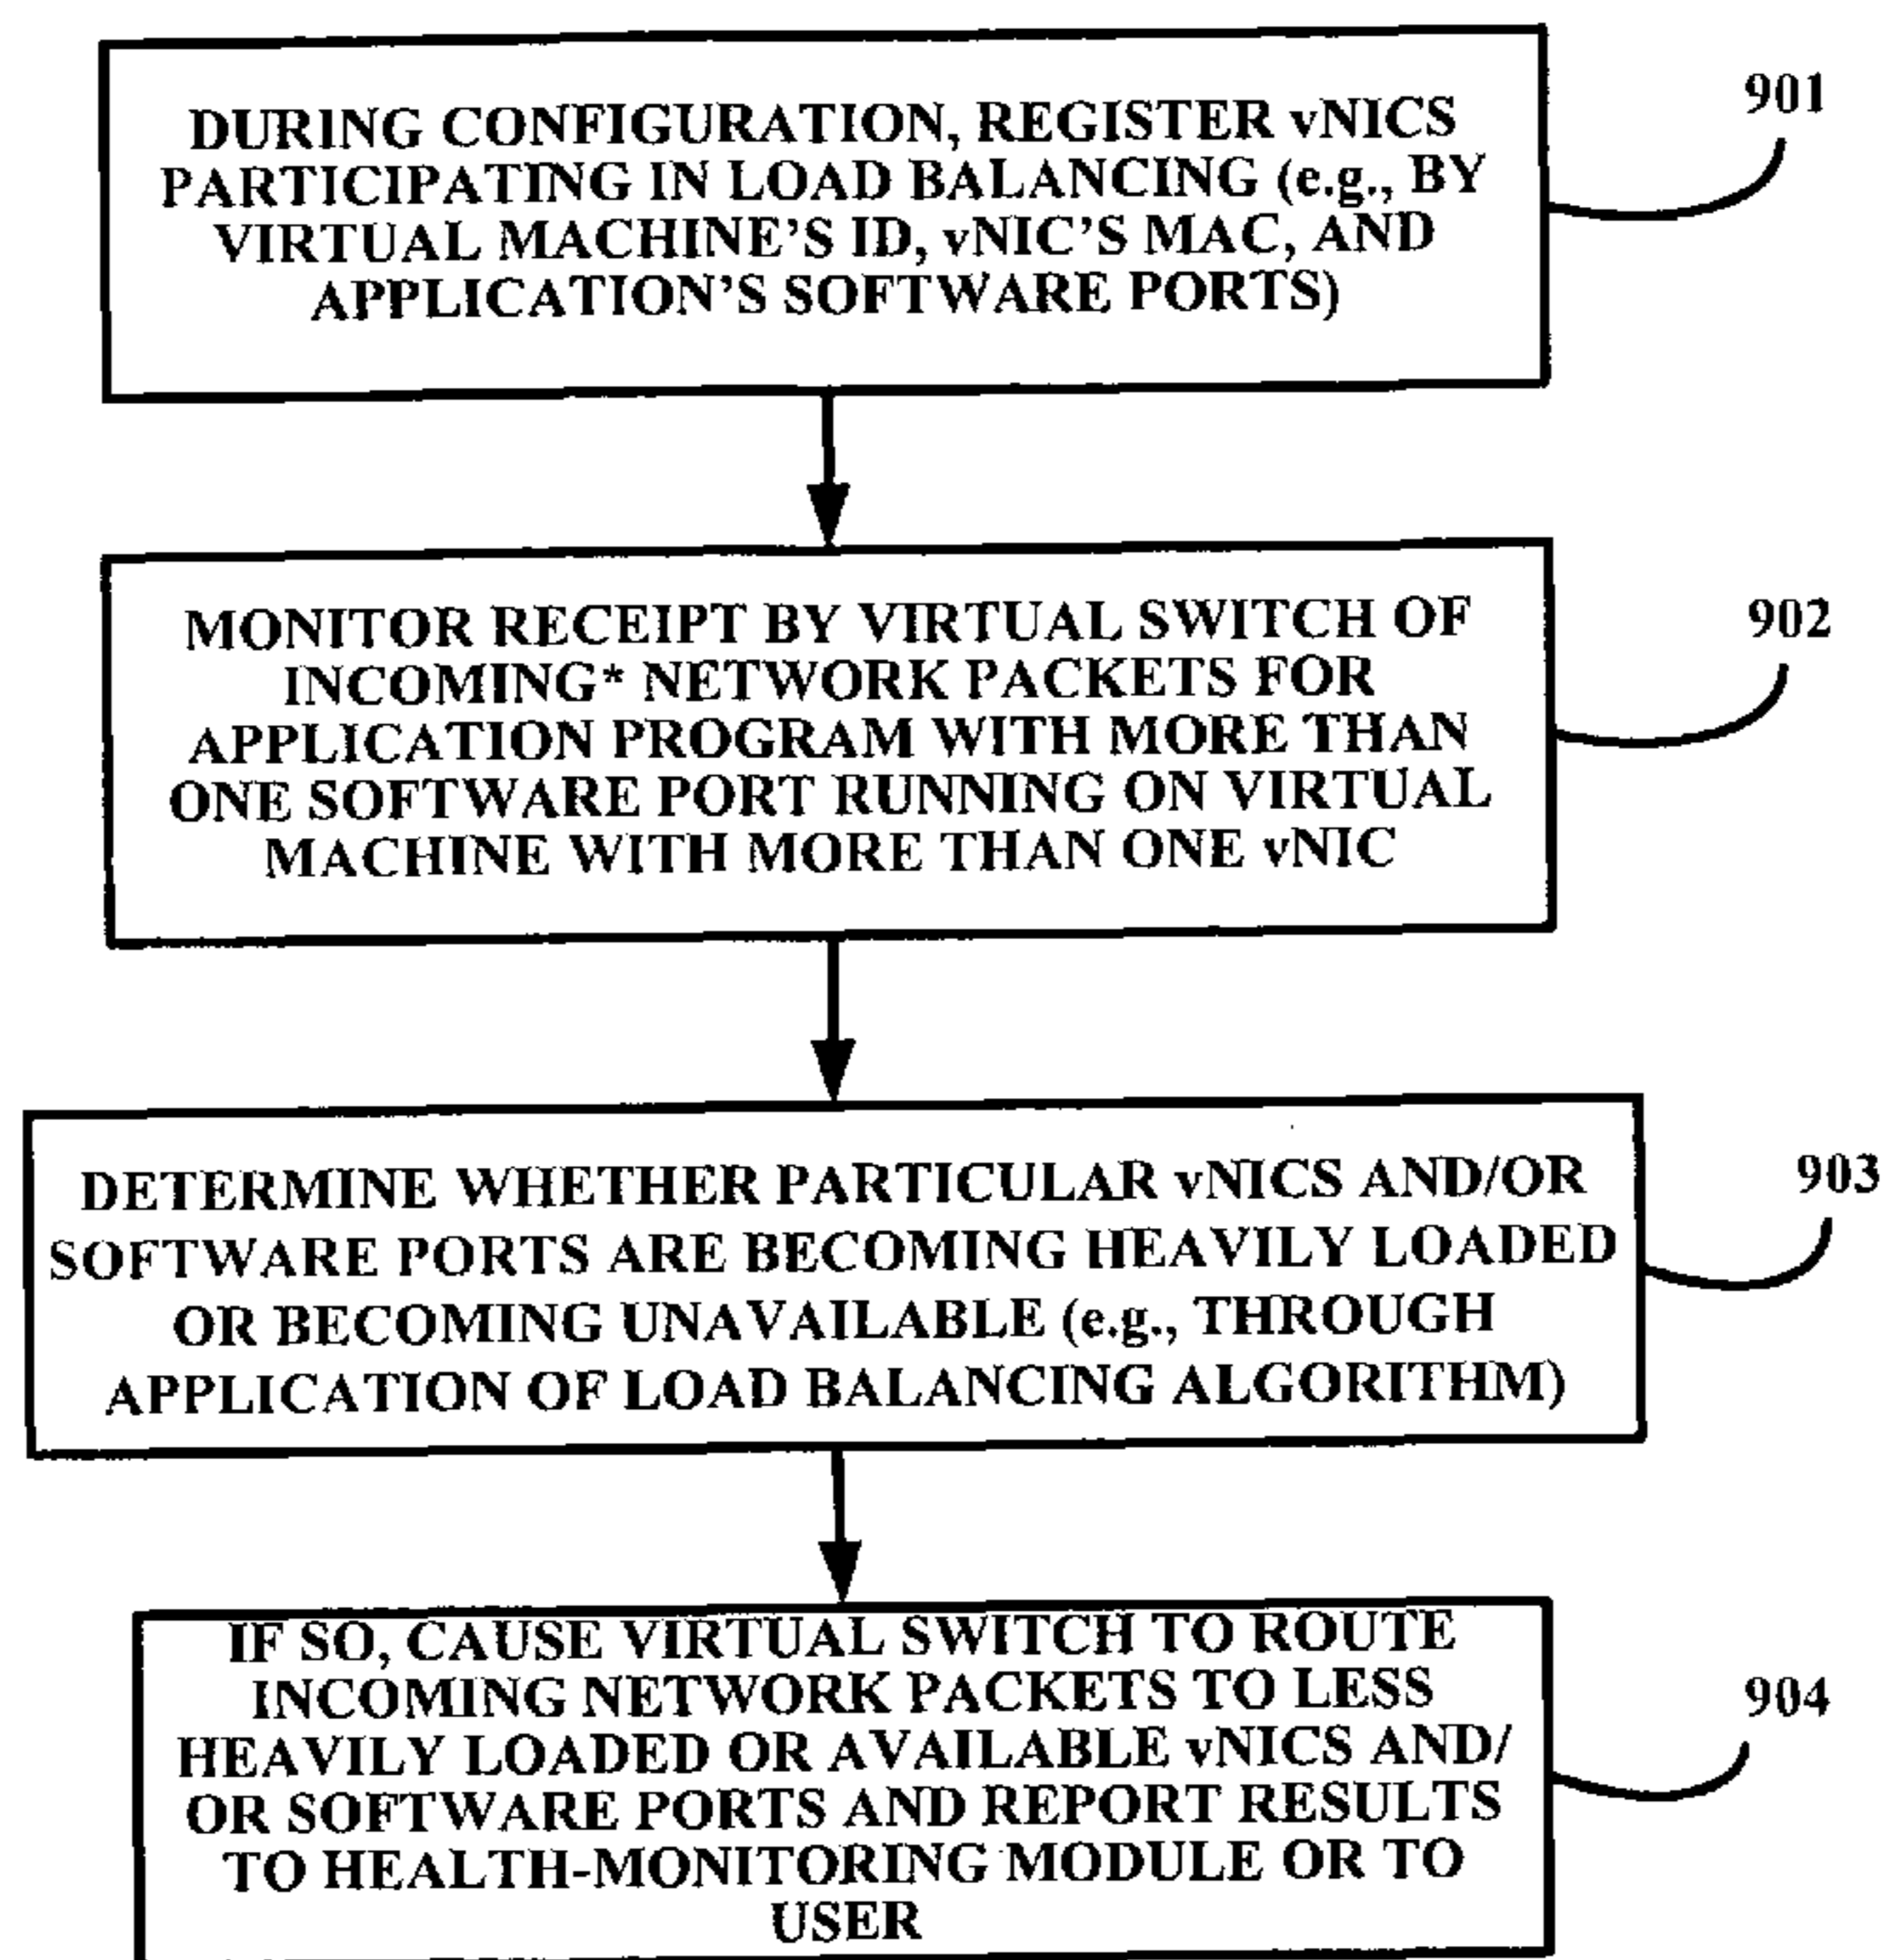 DURING CONFIGURATION, REGISTER vNICS
PARTICIPATING IN LOAD BALANCING (e.g., BY
VIRTUAL MACHINE'S ID, vNIC'S MAC, AND
APPLICATION'S SOFTWARE PORTS)
901
MONITOR RECEIPT BY VIRTUAL SWITCH OF
INCOMING* NETWORK PACKETS FOR
APPLICATION PROGRAM WITH MORE THAN
ONE SOFTWARE PORT RUNNING ON VIRTUAL
MACHINE WITH MORE THAN ONE vNIC
902
DETERMINE WHETHER PARTICULAR vNICS AND/OR
SOFTWARE PORTS ARE BECOMING HEAVILY LOADED
OR BECOMING UNAVAILABLE (e.g., THROUGH
APPLICATION OF LOAD BALANCING ALGORITHM)
903
IF SO, CAUSE VIRTUAL SWITCH TO ROUTE
INCOMING NETWORK PACKETS TO LESS
HEAVILY LOADED OR AVAILABLE vNICS AND/
OR SOFTWARE PORTS AND REPORT RESULTS
TO HEALTH-MONITORING MODULE OR TO
USER
904